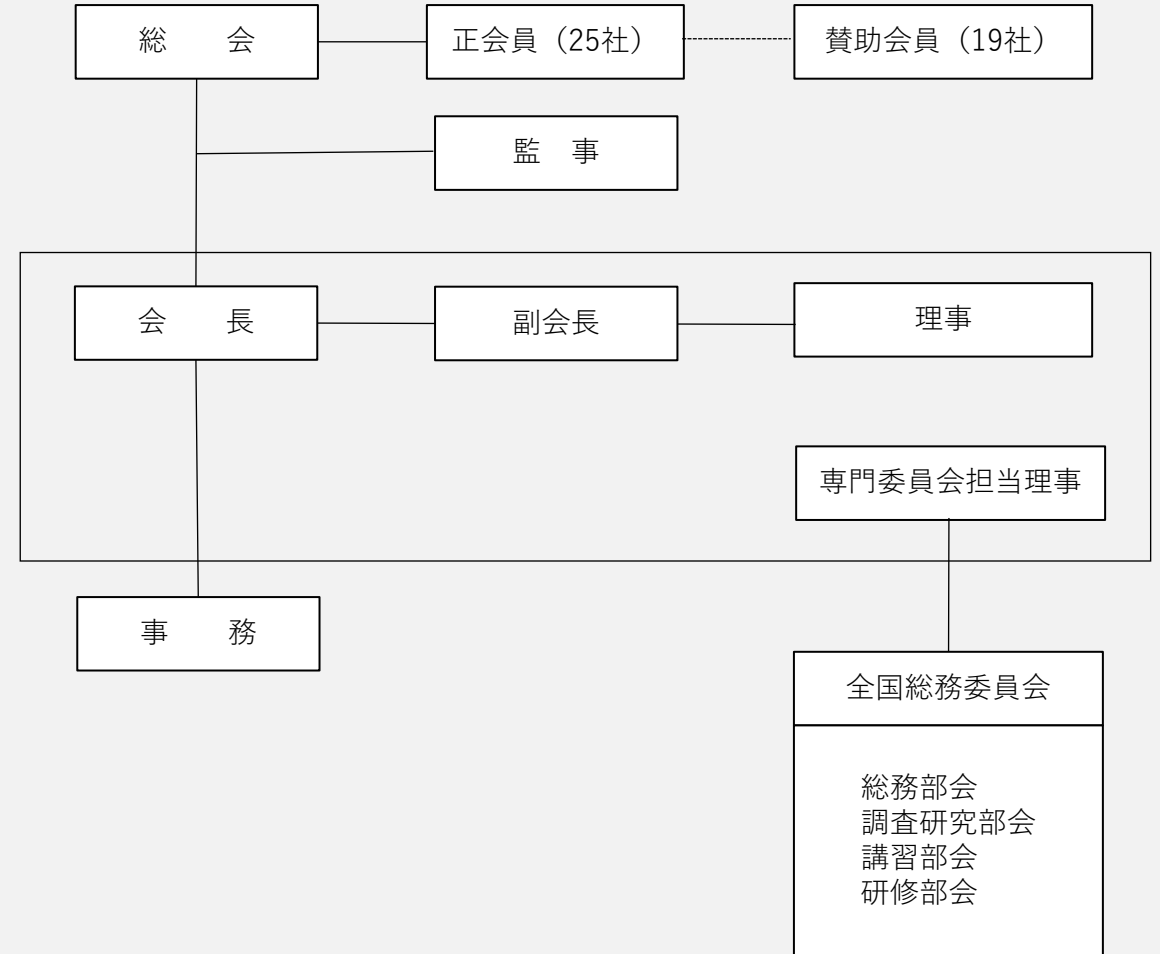 総　会
正会員（25社）
賛助会員（19社）
監　事
会　長
副会長
理事
専門委員会担当理事
事　務
全国総務委員会
総務部会
調査研究部会
講習部会
研修部会